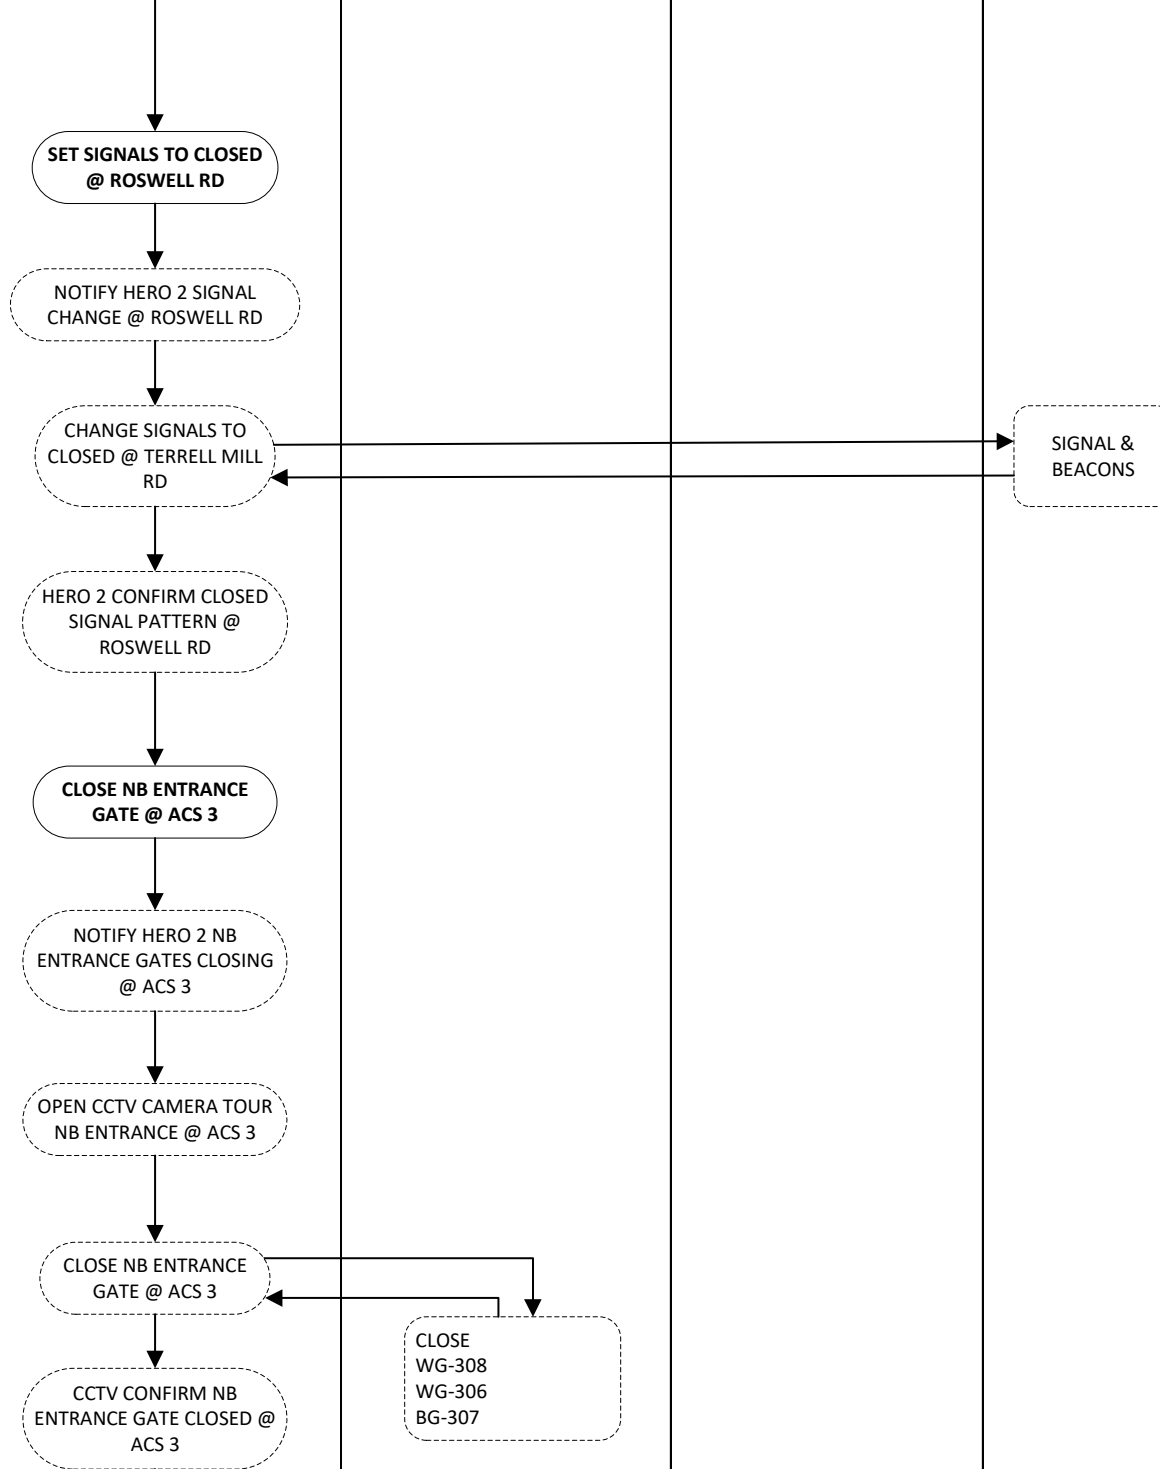 SET SIGNALS TO CLOSED
@ ROSWELL RD
NOTIFY HERO 2 SIGNAL
CHANGE @ ROSWELL RD
CHANGE SIGNALS TO
CLOSED @ TERRELL MILL
RD
SIGNAL &
BEACONS
HERO 2 CONFIRM CLOSED
SIGNAL PATTERN @
ROSWELL RD
CLOSE NB ENTRANCE
GATE @ ACS 3
NOTIFY HERO 2 NB
ENTRANCE GATES CLOSING
@ ACS 3
OPEN CCTV CAMERA TOUR
NB ENTRANCE @ ACS 3
CLOSE NB ENTRANCE
GATE @ ACS 3
CLOSE
WG-308
WG-306
BG-307
CCTV CONFIRM NB
ENTRANCE GATE CLOSED @
ACS 3